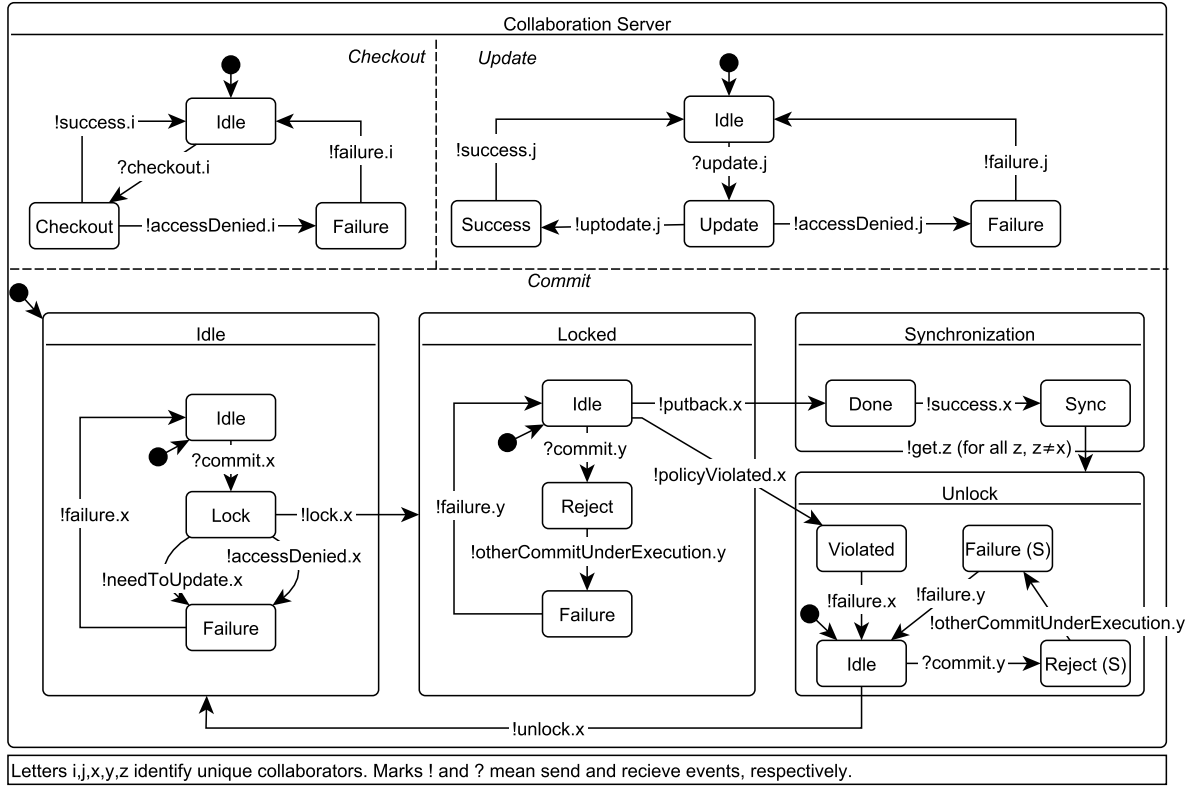 Collaboration Server
Checkout
Update
Idle
!success.i
!failure.i
?checkout.i
Checkout
!accessDenied.i
Failure
Idle
!success.j
?update.j
!failure.j
Success
!uptodate.j
Update
!accessDenied.j
Failure
Commit
Idle
Idle
?commit.x
!failure.x
Lock
!lock.x
!accessDenied.x
!needToUpdate.x
Failure
Locked
Idle
!putback.x
?commit.y
!policyViolated.x
!failure.y
Reject
!otherCommitUnderExecution.y
Failure
Synchronization
Done
!success.x
Sync
!get.z (for all z, z≠x)
Unlock
Violated
Failure (S)
!failure.x
!failure.y
!otherCommitUnderExecution.y
Idle
?commit.y
Reject (S)
!unlock.x
Letters i,j,x,y,z identify unique collaborators. Marks ! and ? mean send and recieve events, respectively.